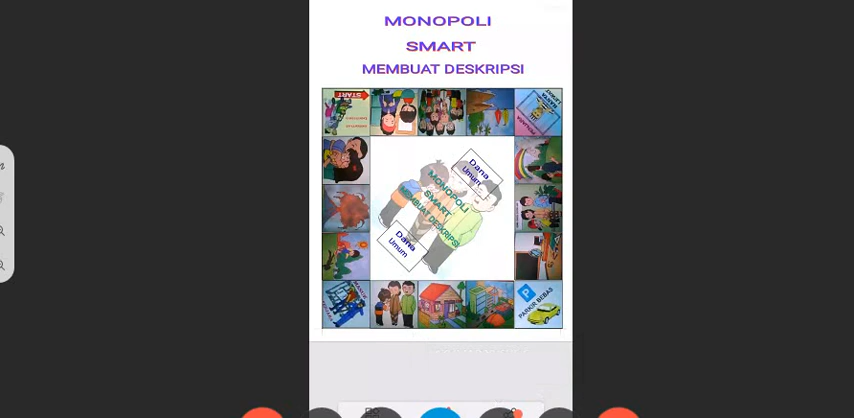 MONOPOLI
SMART
MEMBUAT DESKRIPSI
START
Dana
Umum
MONOPOLI
SMART
MEMBUAT DESKRIPSI
Dana
Umum
P
PARKIR BEBAS